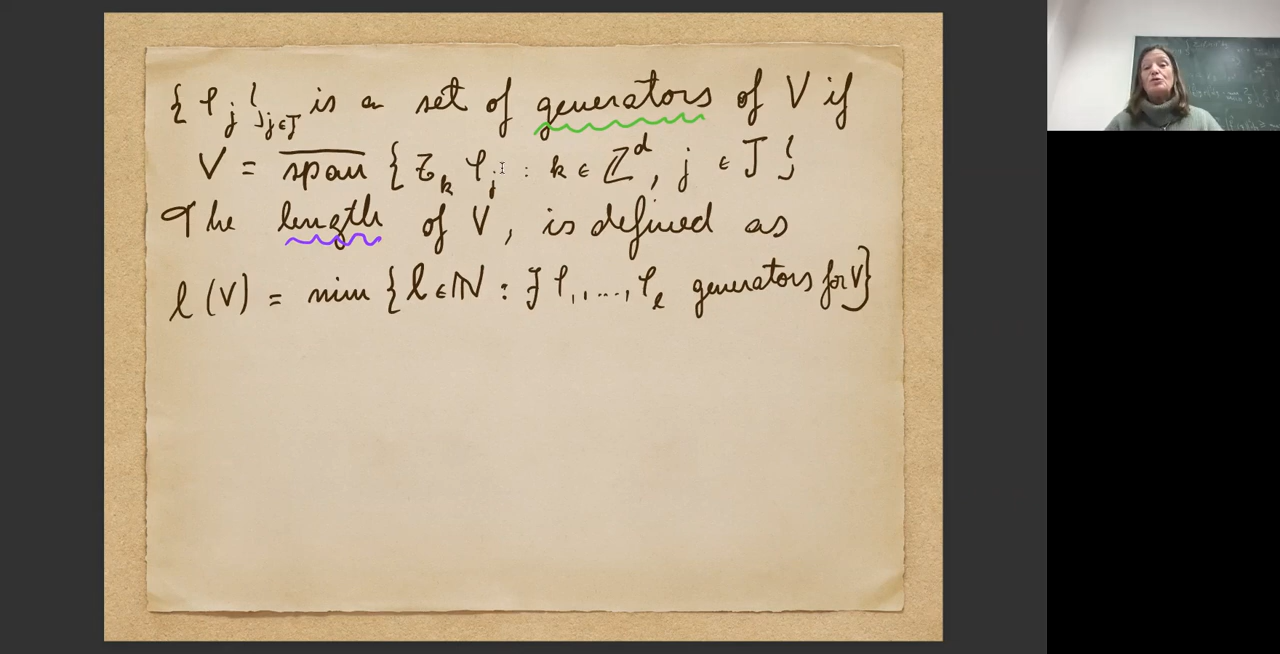 {φ_j}_{j∈J} is a set of generators of V if
V = \overline{span} {τ_k φ_j : k ∈ ℤ^d, j ∈ J}
The length of V, is defined as
ℓ(V) = min {ℓ∈ℕ : ∃ φ_1, ..., φ_ℓ generators for V}